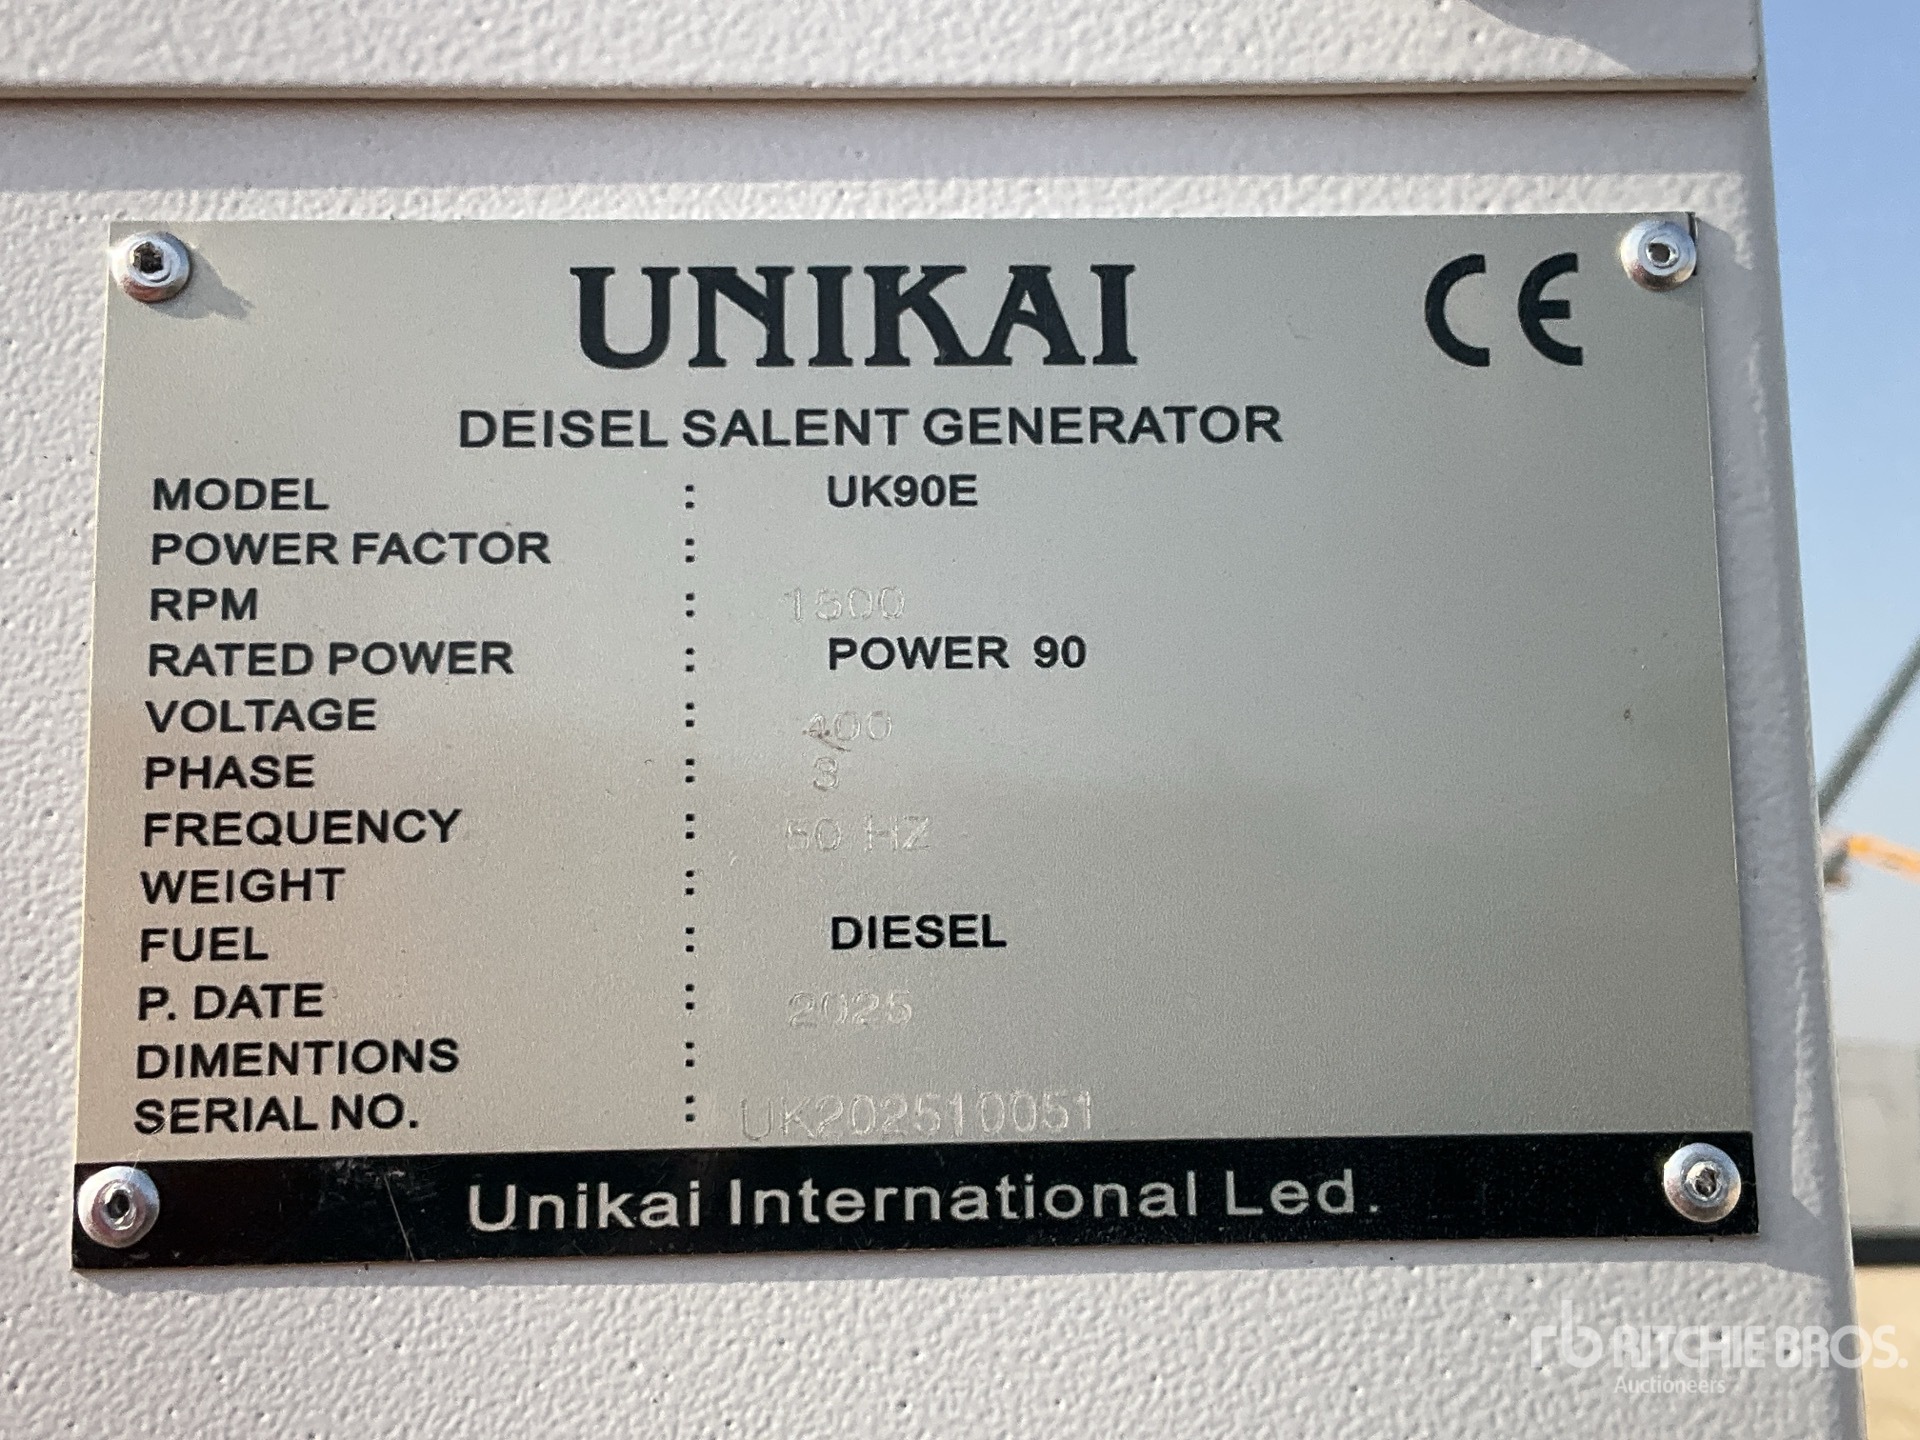 UNIKAI CE
DEISEL SALENT GENERATOR
MODEL : UK90E
POWER FACTOR :
RPM : 1500
RATED POWER : POWER 90
VOLTAGE : 400
PHASE : 3
FREQUENCY : 50 HZ
WEIGHT :
FUEL : DIESEL
P. DATE : 2025
DIMENTIONS :
SERIAL NO. : UK202510051
Unikai International Led.
rb RITCHIE BROS.
Auctioneers